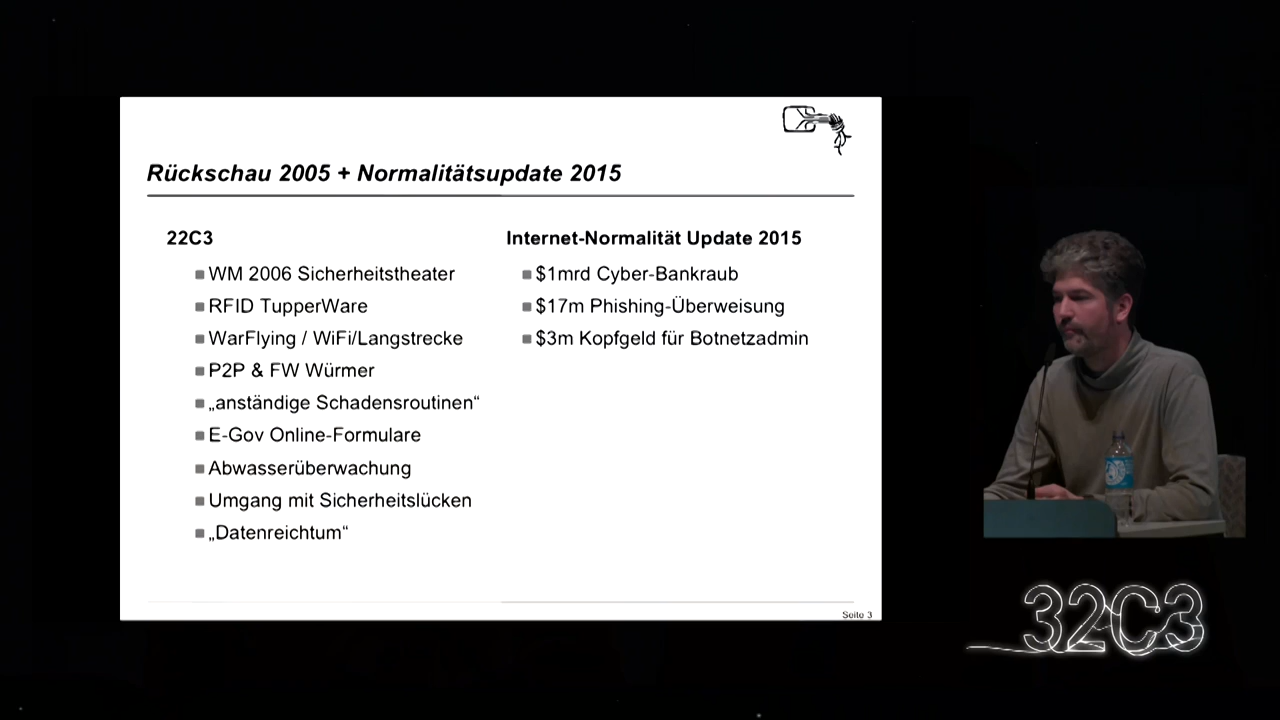 Rückschau 2005 + Normalitätsupdate 2015
22C3
WM 2006 Sicherheitstheater
RFID TupperWare
WarFlying / WiFi/Langstrecke
P2P & FW Würmer
„anständige Schadensroutinen“
E-Gov Online-Formulare
Abwasserüberwachung
Umgang mit Sicherheitslücken
„Datenreichtum“
Internet-Normalität Update 2015
$1mrd Cyber-Bankraub
$17m Phishing-Überweisung
$3m Kopfgeld für Botnetzadmin
Seite 3
32C3